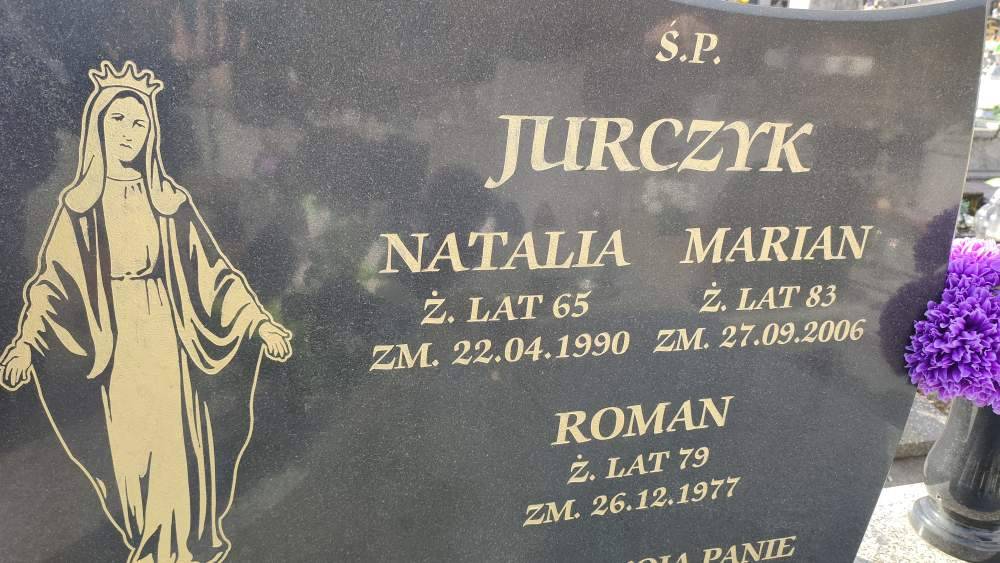 Ś.P.
JURCZYK
NATALIA MARIAN
Ż. LAT 65 Ż. LAT 83
ZM. 22.04.1990 ZM. 27.09.2006
ROMAN
Ż. LAT 79
ZM. 26.12.1977
PANIE